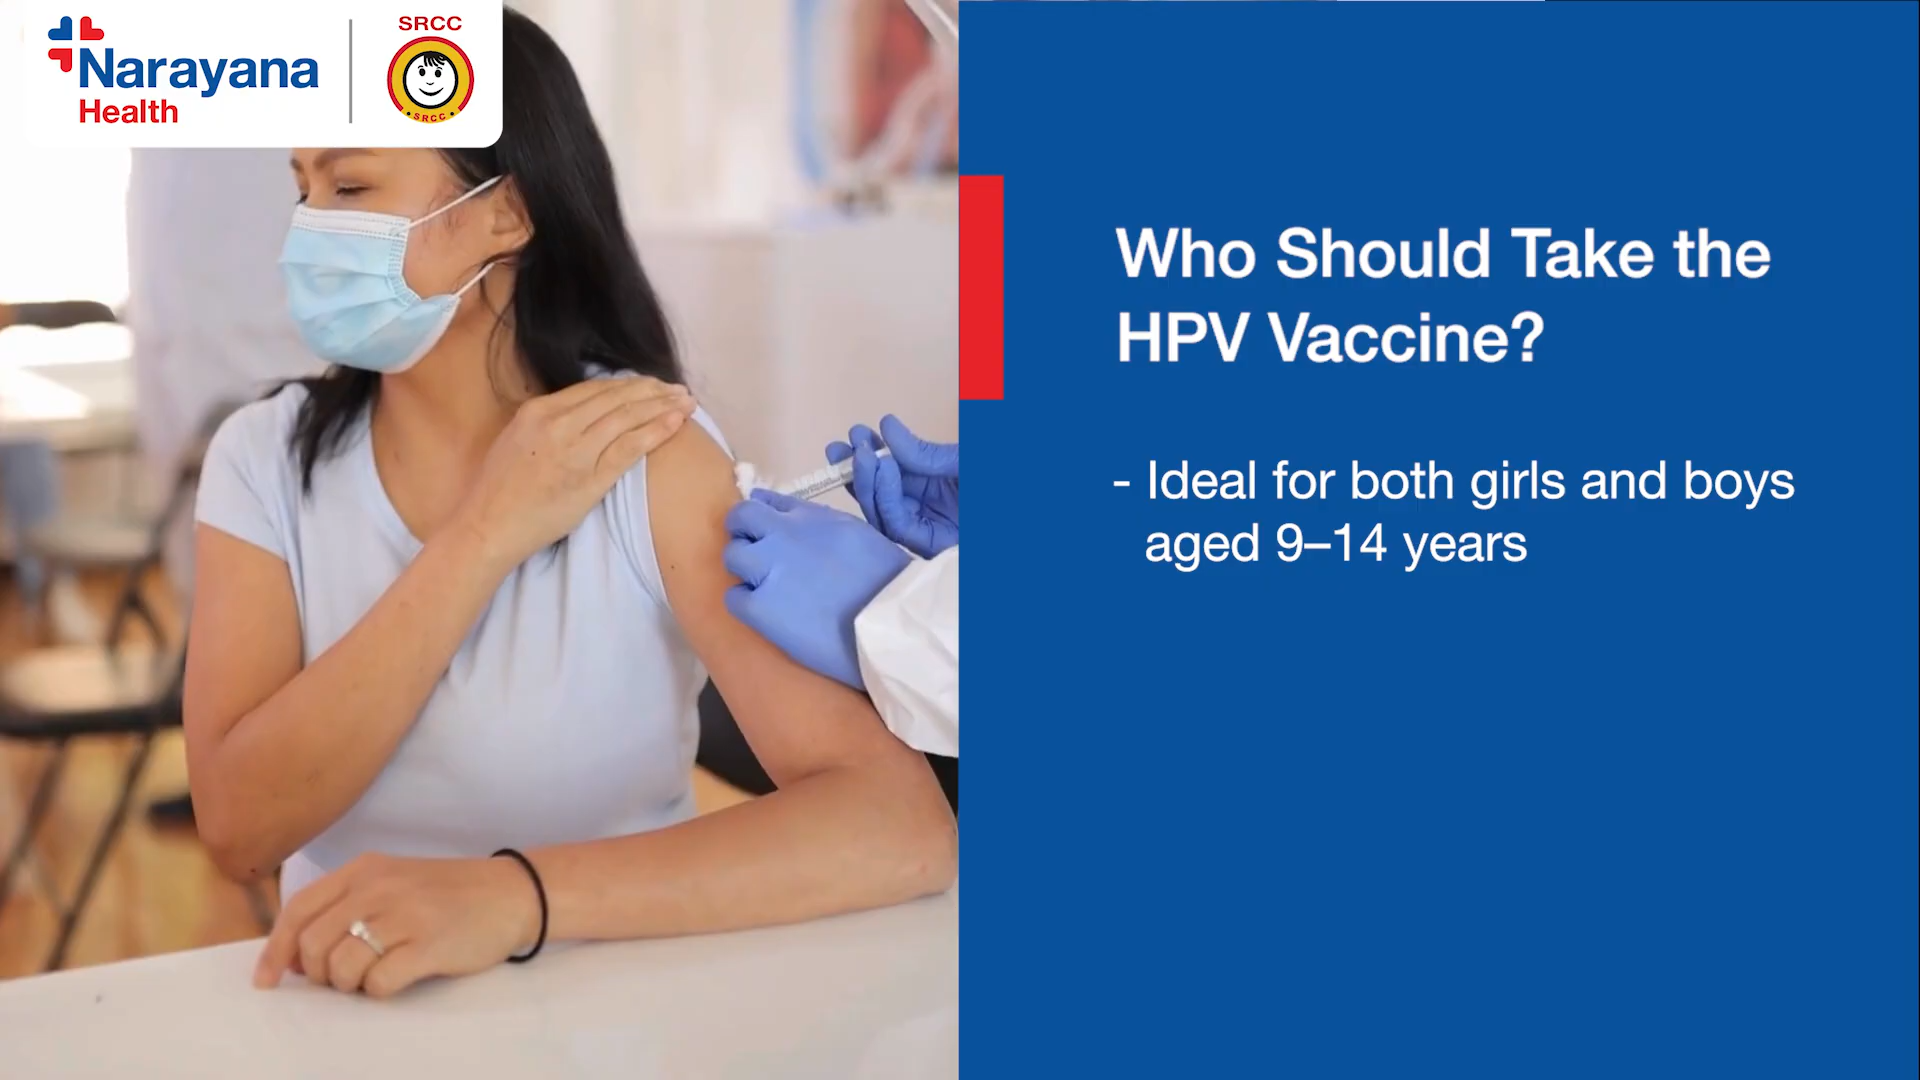 Narayana
Health
SRCC
SRCC
Who Should Take the
HPV Vaccine?
- Ideal for both girls and boys
aged 9–14 years